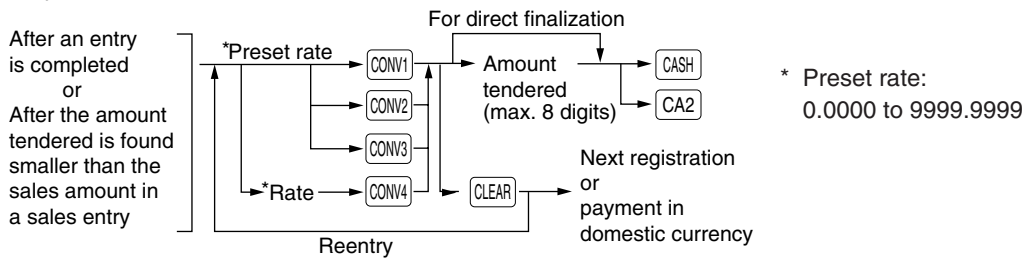 For direct finalization
After an entry
is completed
or
After the amount
tendered is found
smaller than the
sales amount in
a sales entry
*Preset rate
CONV1
CONV2
CONV3
*Rate
CONV4
Amount
tendered
(max. 8 digits)
CASH
CA2
CLEAR
Next registration
or
payment in
domestic currency
Reentry
* Preset rate:
0.0000 to 9999.9999